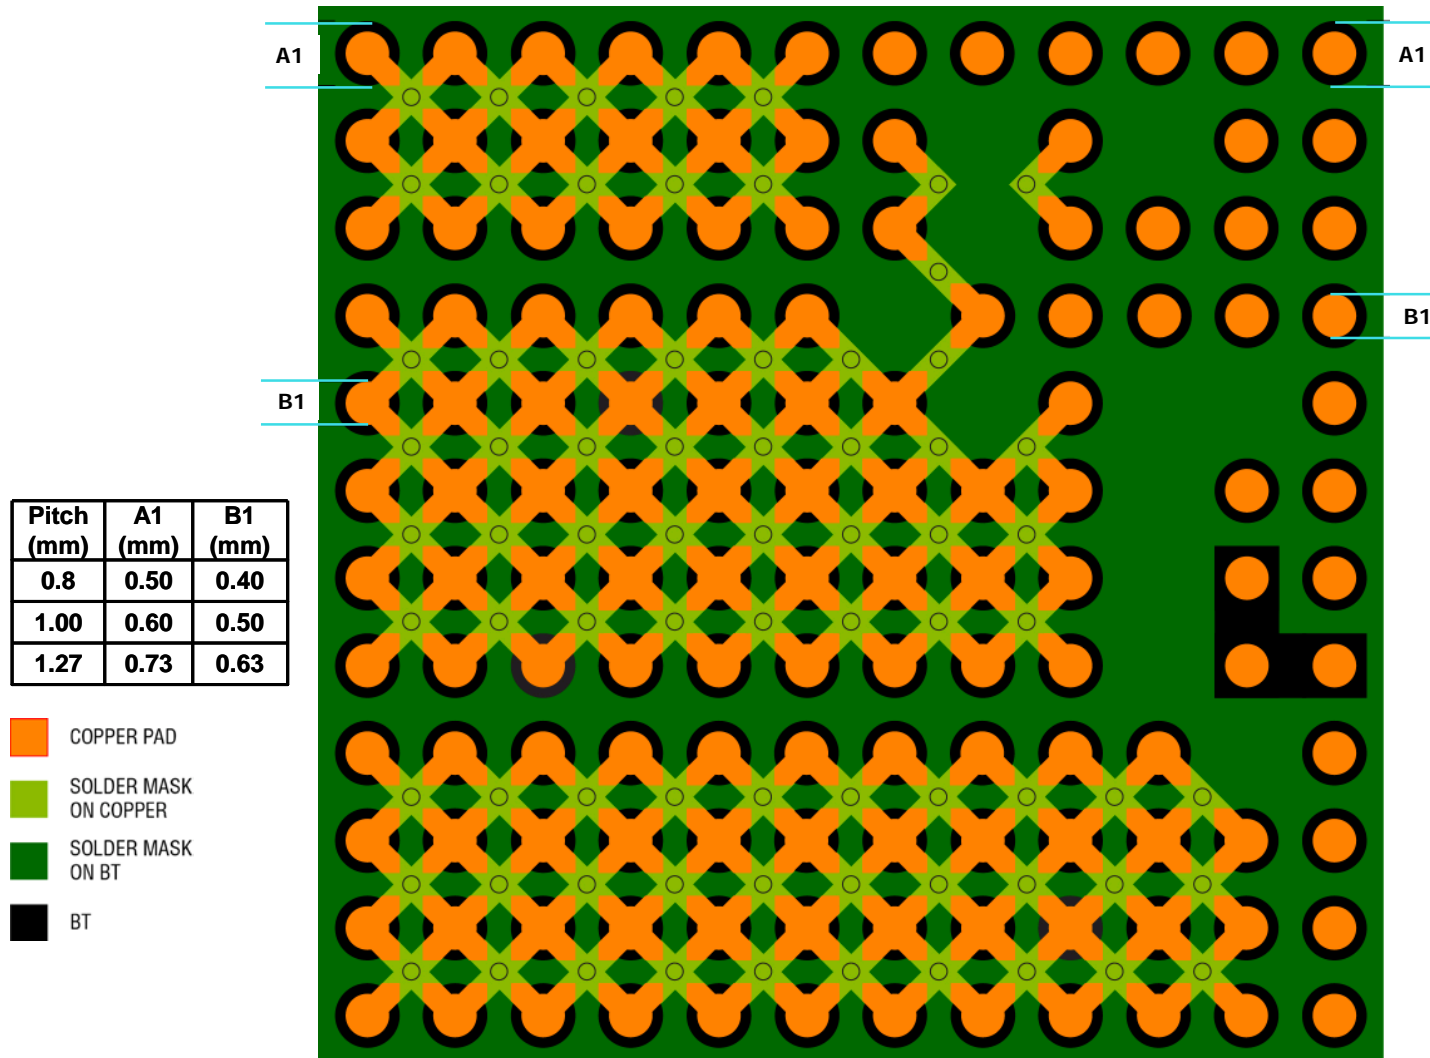 A1
A1
B1
B1
Pitch (mm) A1 (mm) B1 (mm)
0.8 0.50 0.40
1.00 0.60 0.50
1.27 0.73 0.63
COPPER PAD
SOLDER MASK
ON COPPER
SOLDER MASK
ON BT
BT